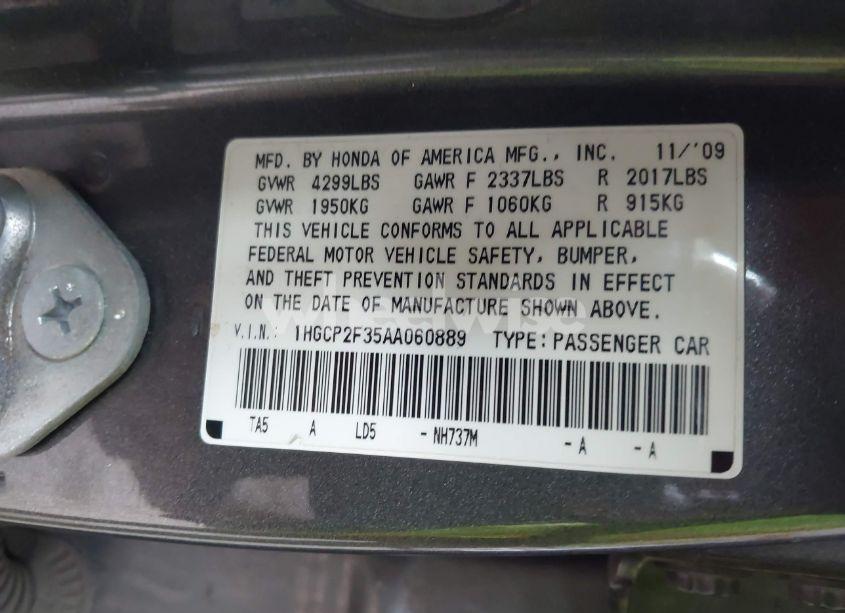 MFD. BY HONDA OF AMERICA MFG., INC. 11/'09
GVWR 4299LBS GAWR F 2337LBS R 2017LBS
GVWR 1950KG GAWR F 1060KG R 915KG
THIS VEHICLE CONFORMS TO ALL APPLICABLE
FEDERAL MOTOR VEHICLE SAFETY, BUMPER,
AND THEFT PREVENTION STANDARDS IN EFFECT
ON THE DATE OF MANUFACTURE SHOWN ABOVE.
wheelwise
V.I.N.: 1HGCP2F35AA060889 TYPE: PASSENGER CAR
TA5 A LD5 - NH737M - A - A